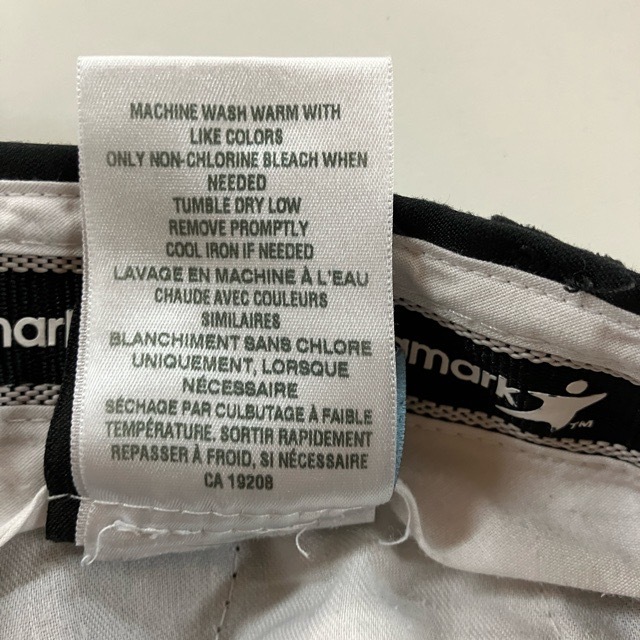 MACHINE WASH WARM WITH
LIKE COLORS
ONLY NON-CHLORINE BLEACH WHEN
NEEDED
TUMBLE DRY LOW
REMOVE PROMPTLY
COOL IRON IF NEEDED
LAVAGE EN MACHINE À L'EAU
CHAUDE AVEC COULEURS
SIMILAIRES
BLANCHIMENT SANS CHLORE
UNIQUEMENT, LORSQUE
NÉCESSAIRE
SÉCHAGE PAR CULBUTAGE À FAIBLE
TEMPÉRATURE. SORTIR RAPIDEMENT
REPASSER À FROID, SI NÉCESSAIRE
CA 19208
mark
amark TM